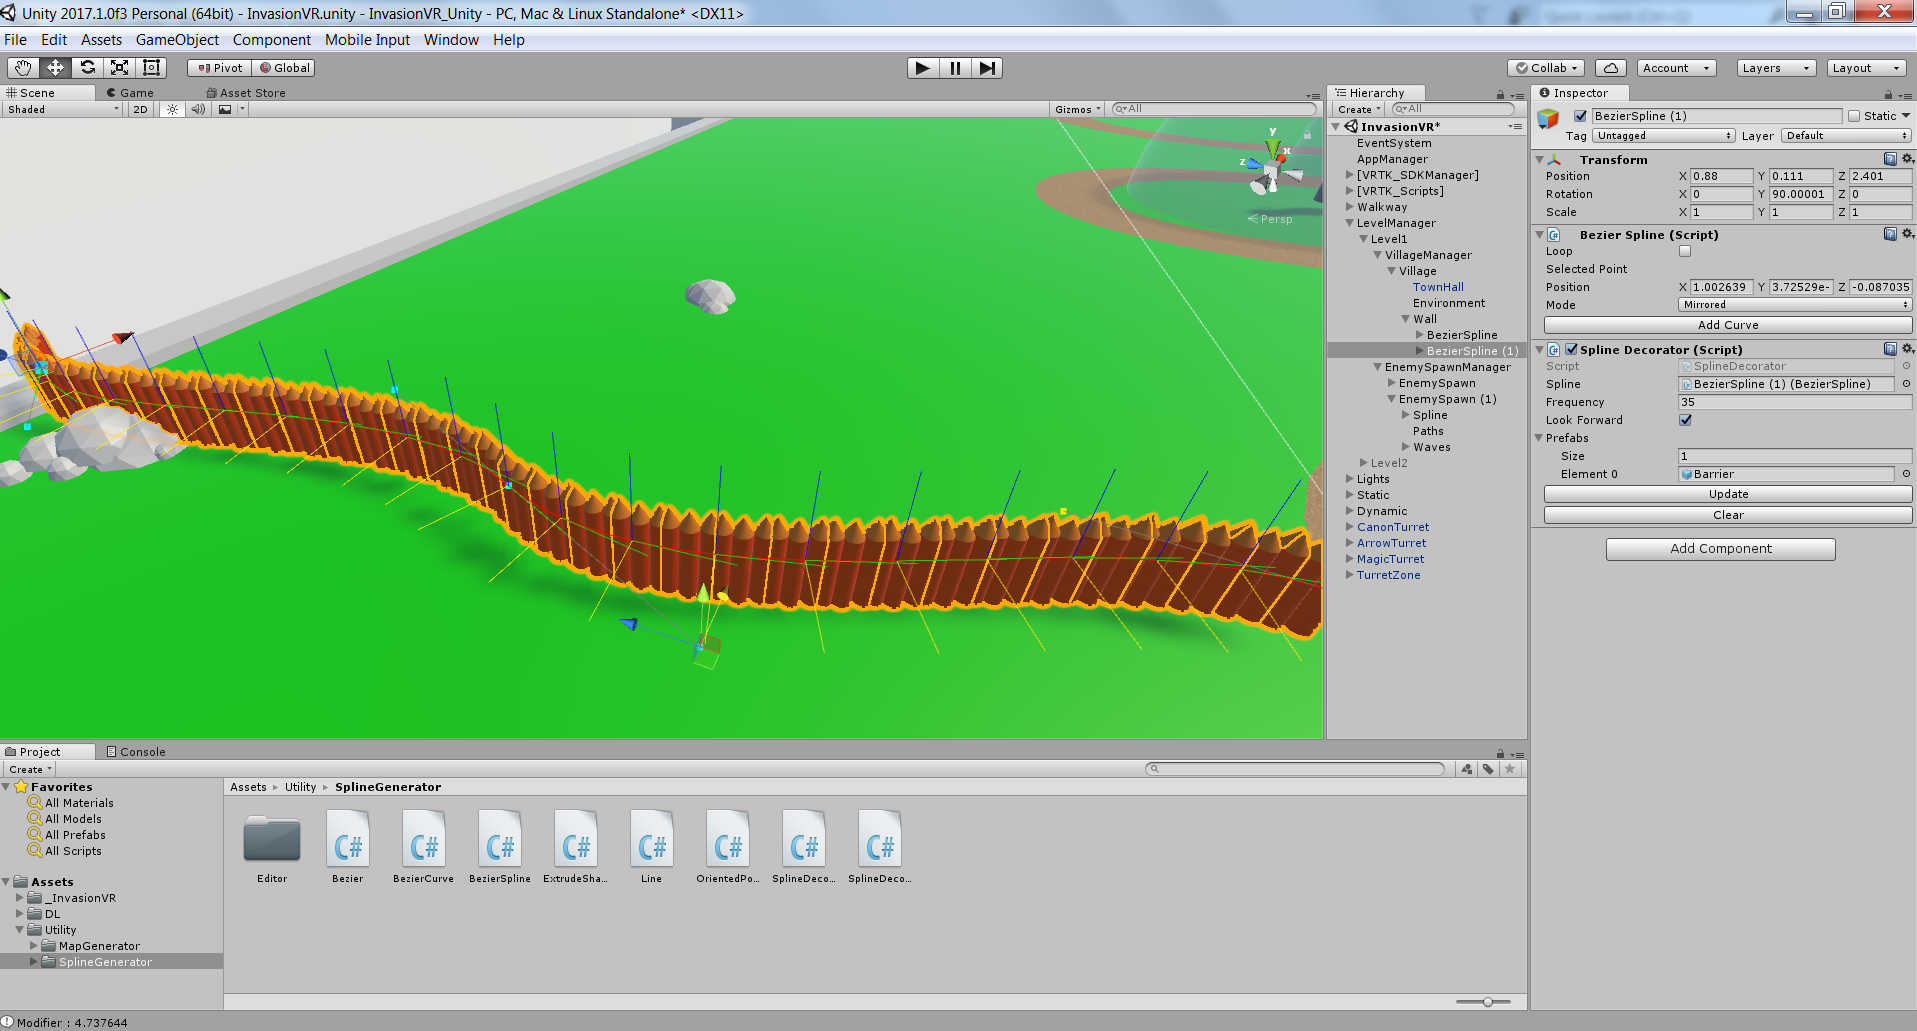 Unity 2017.1.0f3 Personal (64bit) - InvasionVR.unity - InvasionVR_Unity - PC, Mac & Linux Standalone* <DX11>
File Edit Assets GameObject Component Mobile Input Window Help
Pivot Global Collab Account Layers Layout
Scene Game Asset Store
Shaded 2D Gizmos All
y
x
z
Persp
Hierarchy
Create All
InvasionVR*
EventSystem
AppManager
[VRTK_SDKManager]
[VRTK_Scripts]
Walkway
LevelManager
Level1
VillageManager
Village
TownHall
Environment
Wall
BezierSpline
BezierSpline (1)
EnemySpawnManager
EnemySpawn
EnemySpawn (1)
Spline
Paths
Waves
Level2
Lights
Static
Dynamic
CanonTurret
ArrowTurret
MagicTurret
TurretZone
Inspector
BezierSpline (1) Static
Tag Untagged Layer Default
Transform
Position X 0.88 Y 0.111 Z 2.401
Rotation X 0 Y 90.00001 Z 0
Scale X 1 Y 1 Z 1
Bezier Spline (Script)
Loop
Selected Point
Position X 1.002639 Y 3.72529e- Z -0.087035
Mode Mirrored
Add Curve
Spline Decorator (Script)
Script SplineDecorator
Spline BezierSpline (1) (BezierSpline)
Frequency 35
Look Forward
Prefabs
Size 1
Element 0 Barrier
Update
Clear
Add Component
Project Console
Create
Favorites
All Materials
All Models
All Prefabs
All Scripts
Assets
_InvasionVR
DL
Utility
MapGenerator
SplineGenerator
Assets Utility SplineGenerator
C# C# C# C# C# C# C# C#
Editor Bezier BezierCurve BezierSpline ExtrudeSha... Line OrientedPo... SplineDeco... SplineDeco...
Modifier : 4.737644